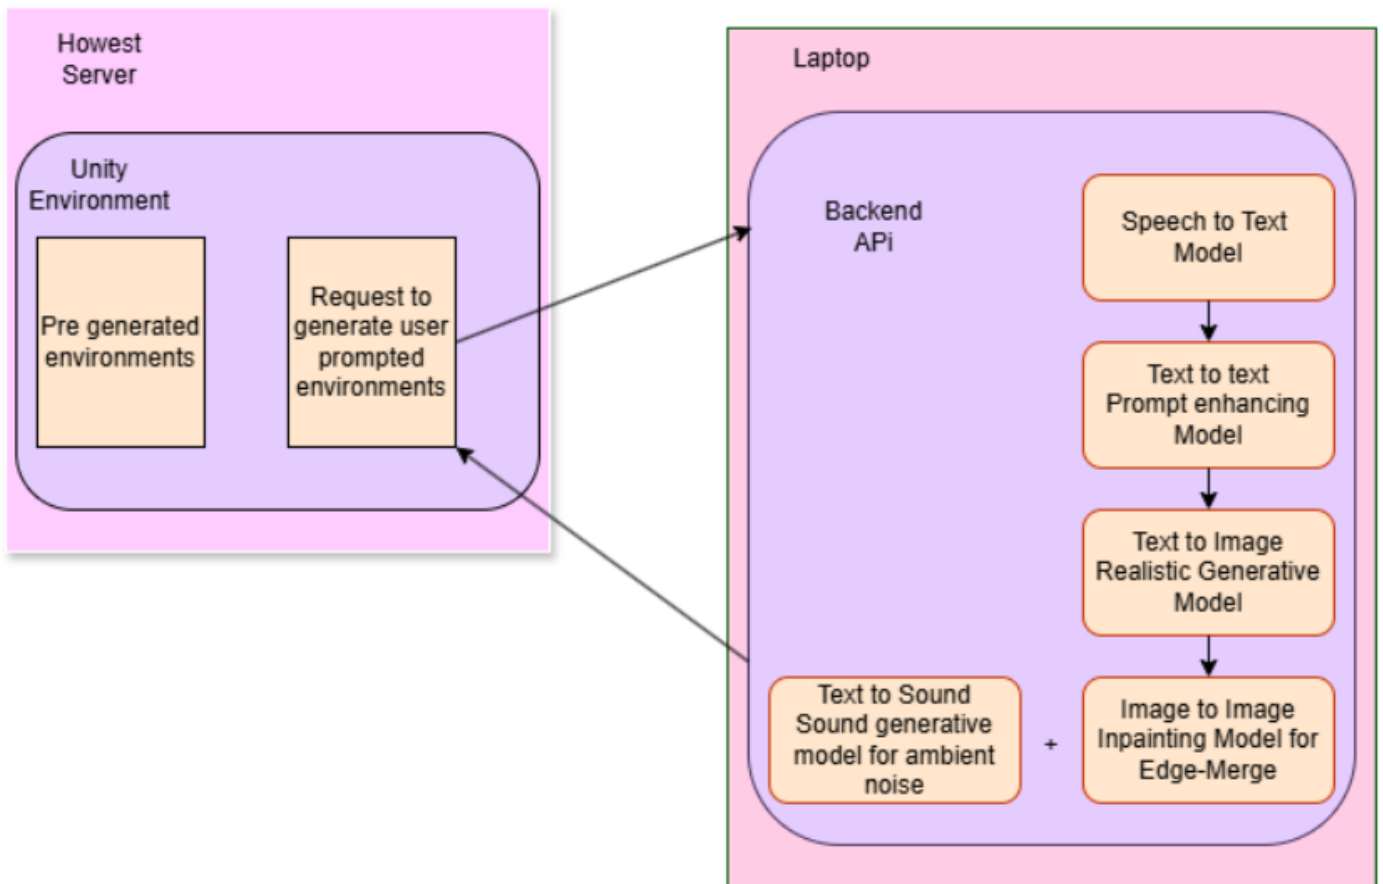 Howest
Server
Unity
Environment
Pre generated
environments
Request to
generate user
prompted
environments
Laptop
Backend
APi
Speech to Text
Model
Text to text
Prompt enhancing
Model
Text to Image
Realistic Generative
Model
Text to Sound
Sound generative
model for ambient
noise
+
Image to Image
Inpainting Model for
Edge-Merge